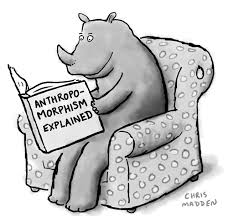 ANTHROPO-
MORPHISM
EXPLAINED
CHRIS
MADDEN